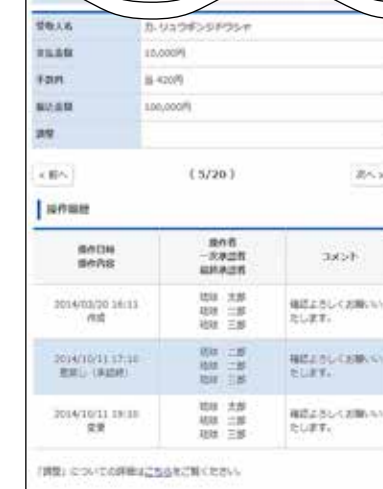 受取人名 カ.リュウギンジドウシャ
支払金額 10,000円
手数料 当 420円
振込金額 100,000円
調整
< 前へ (5/20) 次へ >
操作履歴
操作日時
操作内容
操作者
一次承認者
最終承認者
コメント
2014/03/20 16:11
作成
琉球 太郎
琉球 二郎
琉球 三郎
確認よろしくお願いい
たします。
2014/10/11 17:10
差戻し（承認時）
琉球 二郎
琉球 二郎
琉球 三郎
確認よろしくお願いい
たします。
2014/10/11 19:10
変更
琉球 太郎
琉球 二郎
琉球 三郎
確認よろしくお願いい
たします。
「調整」についての詳細はこちらをご覧ください。